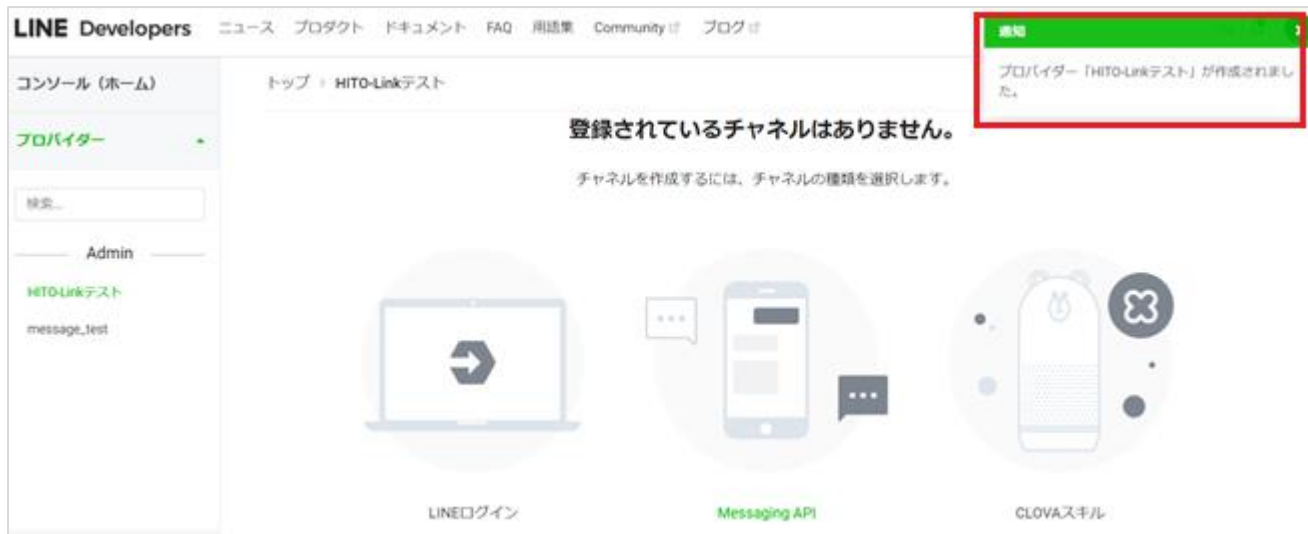 LINE Developers ニュース プロダクト ドキュメント FAQ 用語集 Community ブログ
通知
プロバイダー「HITO-Linkテスト」が作成されまし
た。
コンソール（ホーム）
トップ HITO-Linkテスト
プロバイダー
登録されているチャネルはありません。
チャネルを作成するには、チャネルの種類を選択します。
検索...
Admin
HITO-Linkテスト
message_test
LINEログイン
Messaging API
CLOVAスキル